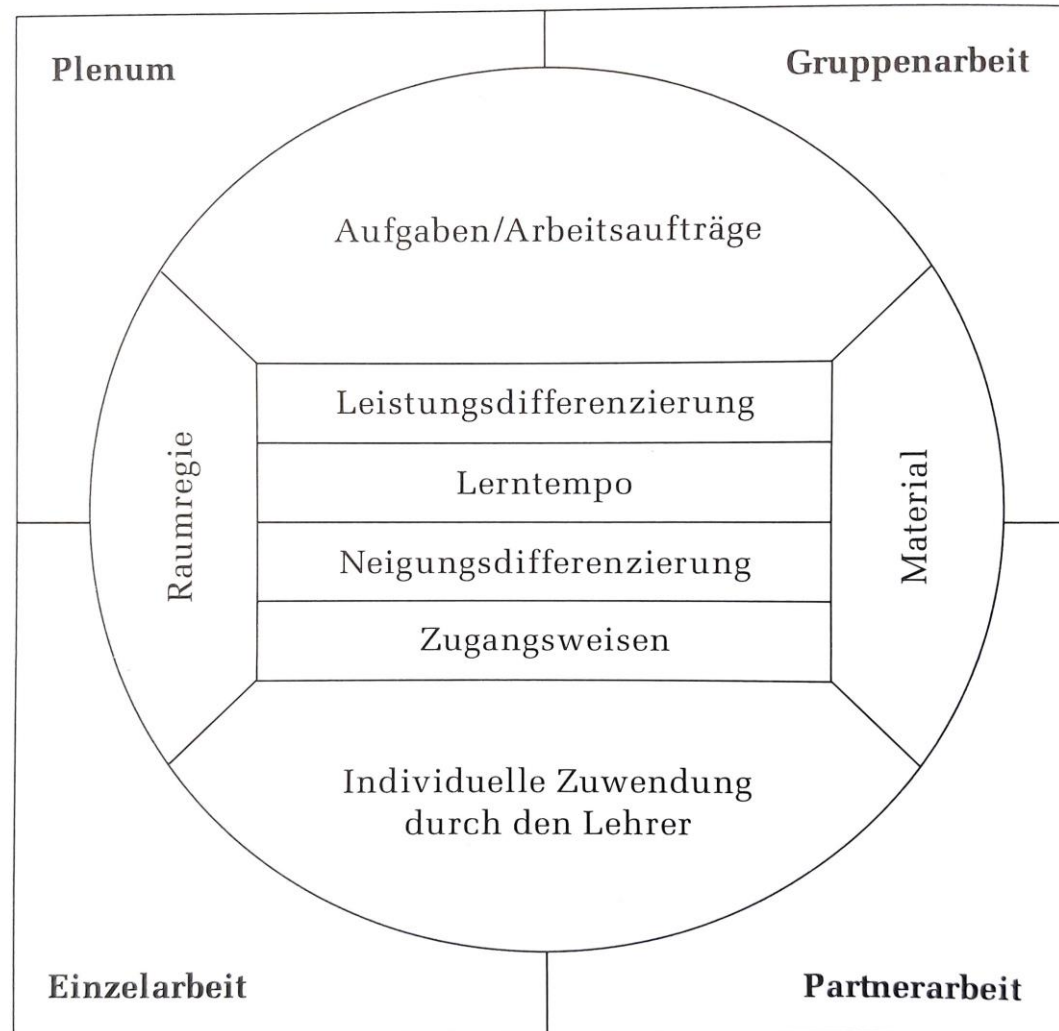 Plenum
Gruppenarbeit
Aufgaben/Arbeitsaufträge
Raumregie
Leistungsdifferenzierung
Lerntempo
Neigungsdifferenzierung
Zugangsweisen
Material
Individuelle Zuwendung
durch den Lehrer
Einzelarbeit
Partnerarbeit